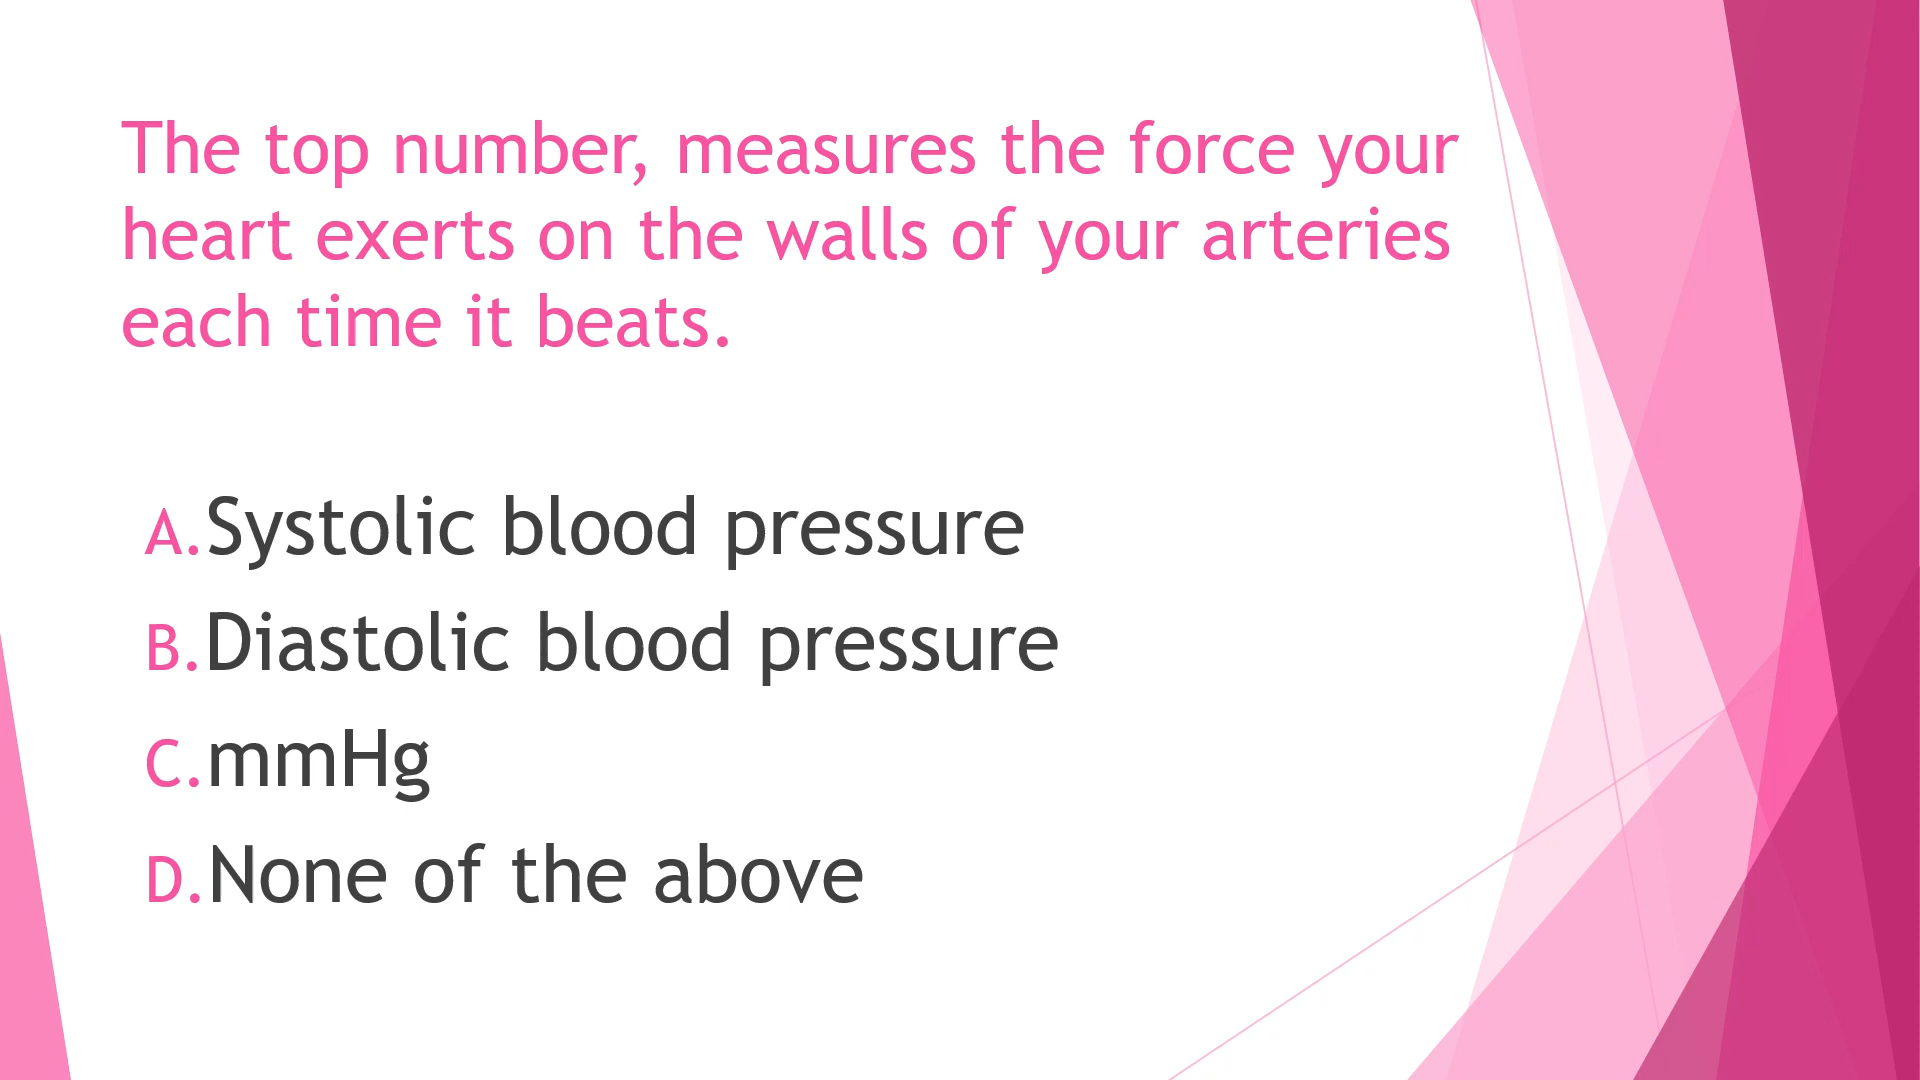 The top number, measures the force your
heart exerts on the walls of your arteries
each time it beats.
A.Systolic blood pressure
B.Diastolic blood pressure
C.mmHg
D.None of the above